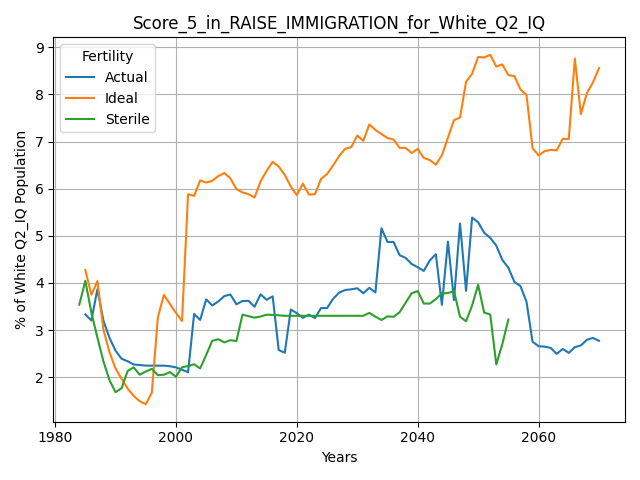 Score_5_in_RAISE_IMMIGRATION_for_White_Q2_IQ
Fertility
Actual
Ideal
Sterile
% of White Q2_IQ Population
9
8
7
6
5
4
3
2
1980
2000
2020
2040
2060
Years